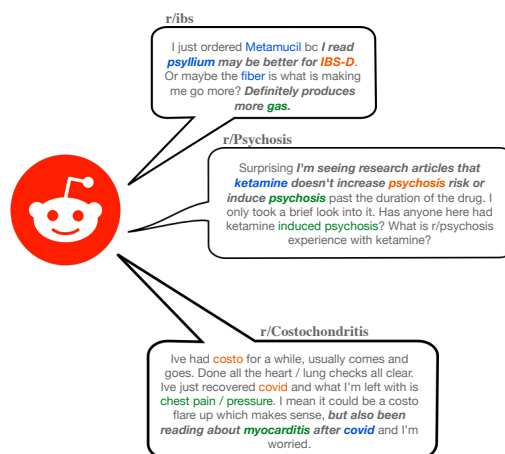 r/ibs
I just ordered Metamucil bc I read
psyllium may be better for IBS-D.
Or maybe the fiber is what is making
me go more? Definitely produces
more gas.
r/Psychosis
Surprising I'm seeing research articles that
ketamine doesn't increase psychosis risk or
induce psychosis past the duration of the drug. I
only took a brief look into it. Has anyone here had
ketamine induced psychosis? What is r/psychosis
experience with ketamine?
r/Costochondritis
Ive had costo for a while, usually comes and
goes. Done all the heart / lung checks all clear.
Ive just recovered covid and what I'm left with is
chest pain / pressure. I mean it could be a costo
flare up which makes sense, but also been
reading about myocarditis after covid and I'm
worried.